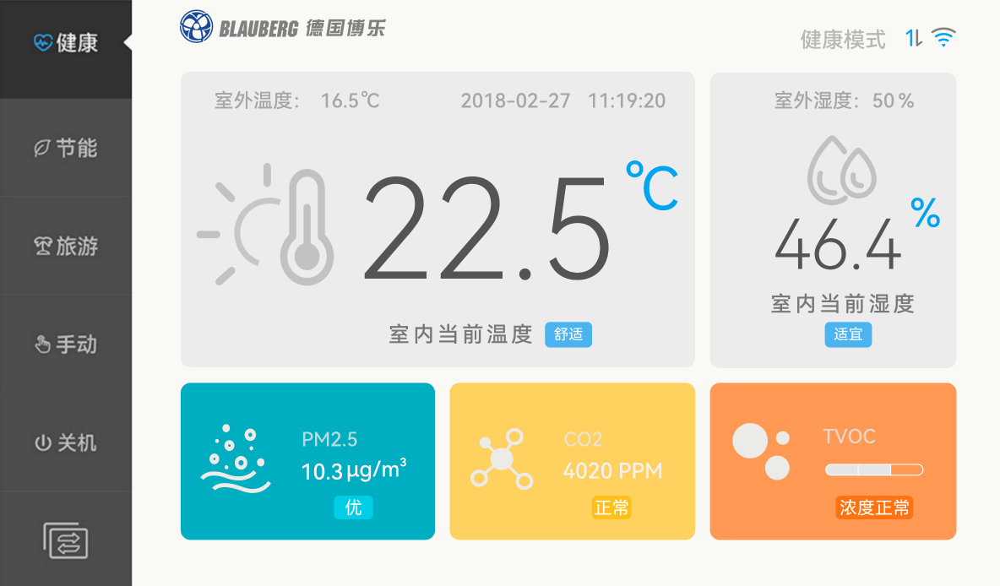 健康
节能
旅游
手动
关机
BLAUBERG 德国博乐
健康模式
室外温度： 16.5℃ 2018-02-27 11:19:20
22.5 ℃
室内当前温度 舒适
室外湿度：50%
46.4 %
室内当前湿度
适宜
PM2.5
10.3 μg/m³
优
CO2
4020 PPM
正常
TVOC
浓度正常